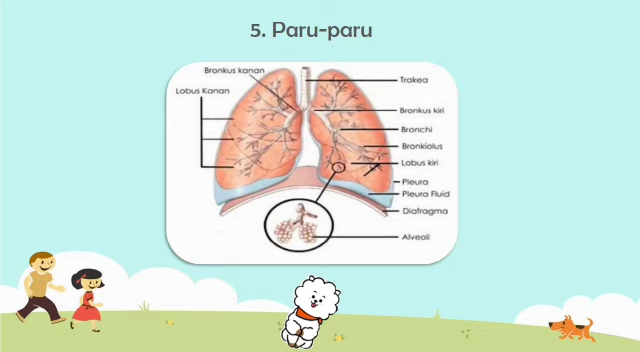 5. Paru-paru
Bronkus kanan
Lobus Kanan
Trakea
Bronkus kiri
Bronchi
Bronkiolus
Lobus kiri
Pleura
Pleura Fluid
Diafragma
Alveoli